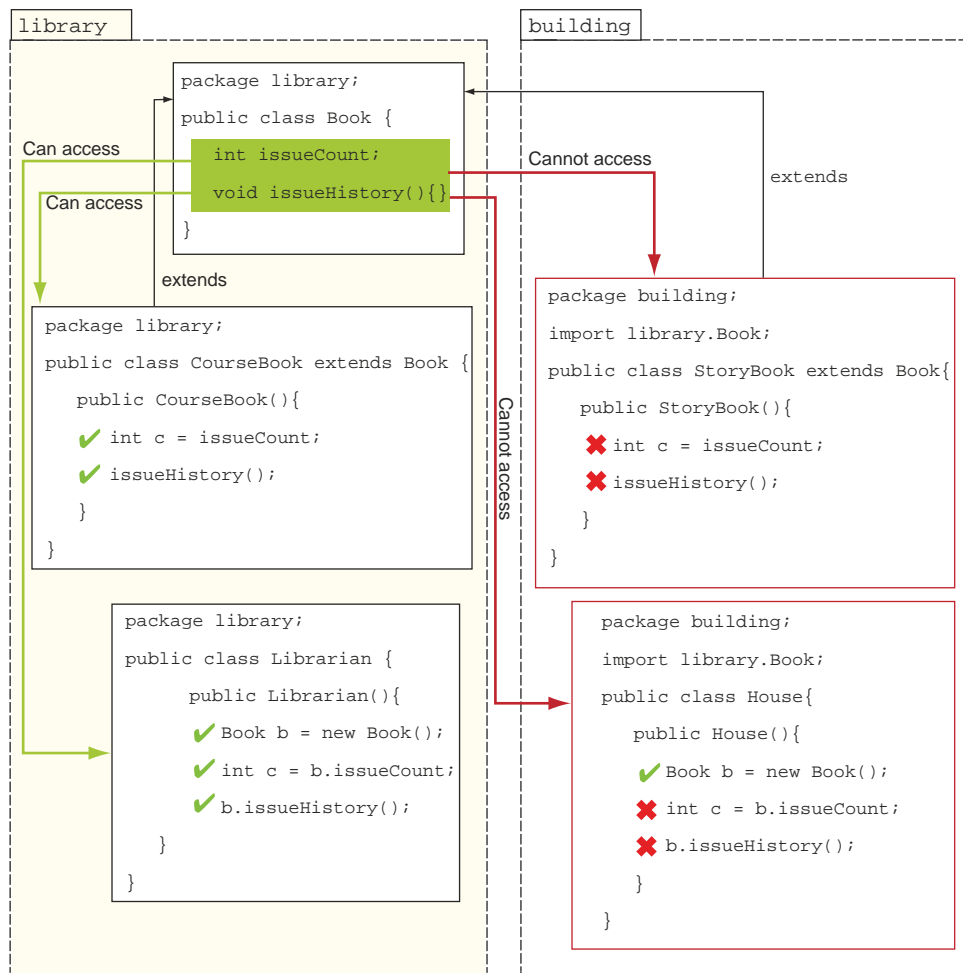 library
package library;
public class Book {
int issueCount;
void issueHistory(){}
}
Can access
Can access
extends
package library;
public class CourseBook extends Book {
public CourseBook(){
int c = issueCount;
issueHistory();
}
}
package library;
public class Librarian {
public Librarian(){
Book b = new Book();
int c = b.issueCount;
b.issueHistory();
}
}
building
Cannot access
extends
Cannot access
package building;
import library.Book;
public class StoryBook extends Book{
public StoryBook(){
int c = issueCount;
issueHistory();
}
}
package building;
import library.Book;
public class House{
public House(){
Book b = new Book();
int c = b.issueCount;
b.issueHistory();
}
}